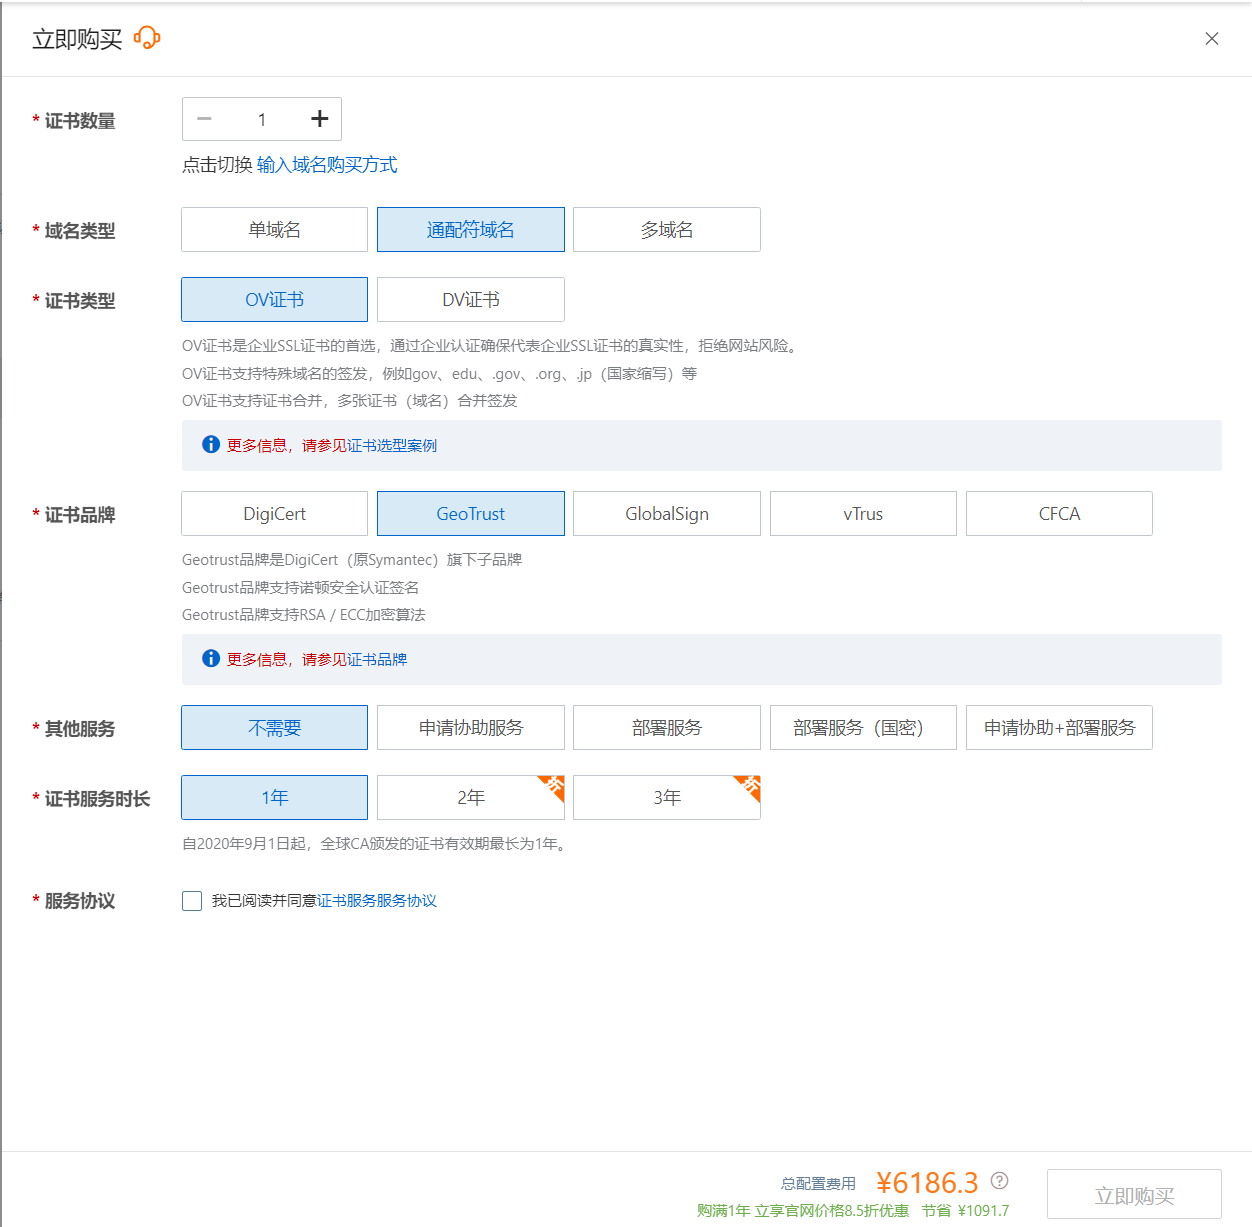 立即购买
* 证书数量
1
点击切换 输入域名购买方式
* 域名类型
单域名 通配符域名 多域名
* 证书类型
OV证书 DV证书
OV证书是企业SSL证书的首选，通过企业认证确保代表企业SSL证书的真实性，拒绝网站风险。
OV证书支持特殊域名的签发，例如gov、edu、.gov、.org、.jp（国家缩写）等
OV证书支持证书合并，多张证书（域名）合并签发
更多信息，请参见证书选型案例
* 证书品牌
DigiCert GeoTrust GlobalSign vTrus CFCA
Geotrust品牌是DigiCert（原Symantec）旗下子品牌
Geotrust品牌支持诺顿安全认证签名
Geotrust品牌支持RSA / ECC加密算法
更多信息，请参见证书品牌
* 其他服务
不需要 申请协助服务 部署服务 部署服务（国密） 申请协助+部署服务
* 证书服务时长
1年 2年 3年
自2020年9月1日起，全球CA颁发的证书有效期最长为1年。
* 服务协议
我已阅读并同意证书服务服务协议
总配置费用 ¥6186.3
购满1年 立享官网价格8.5折优惠 节省 ¥1091.7
立即购买